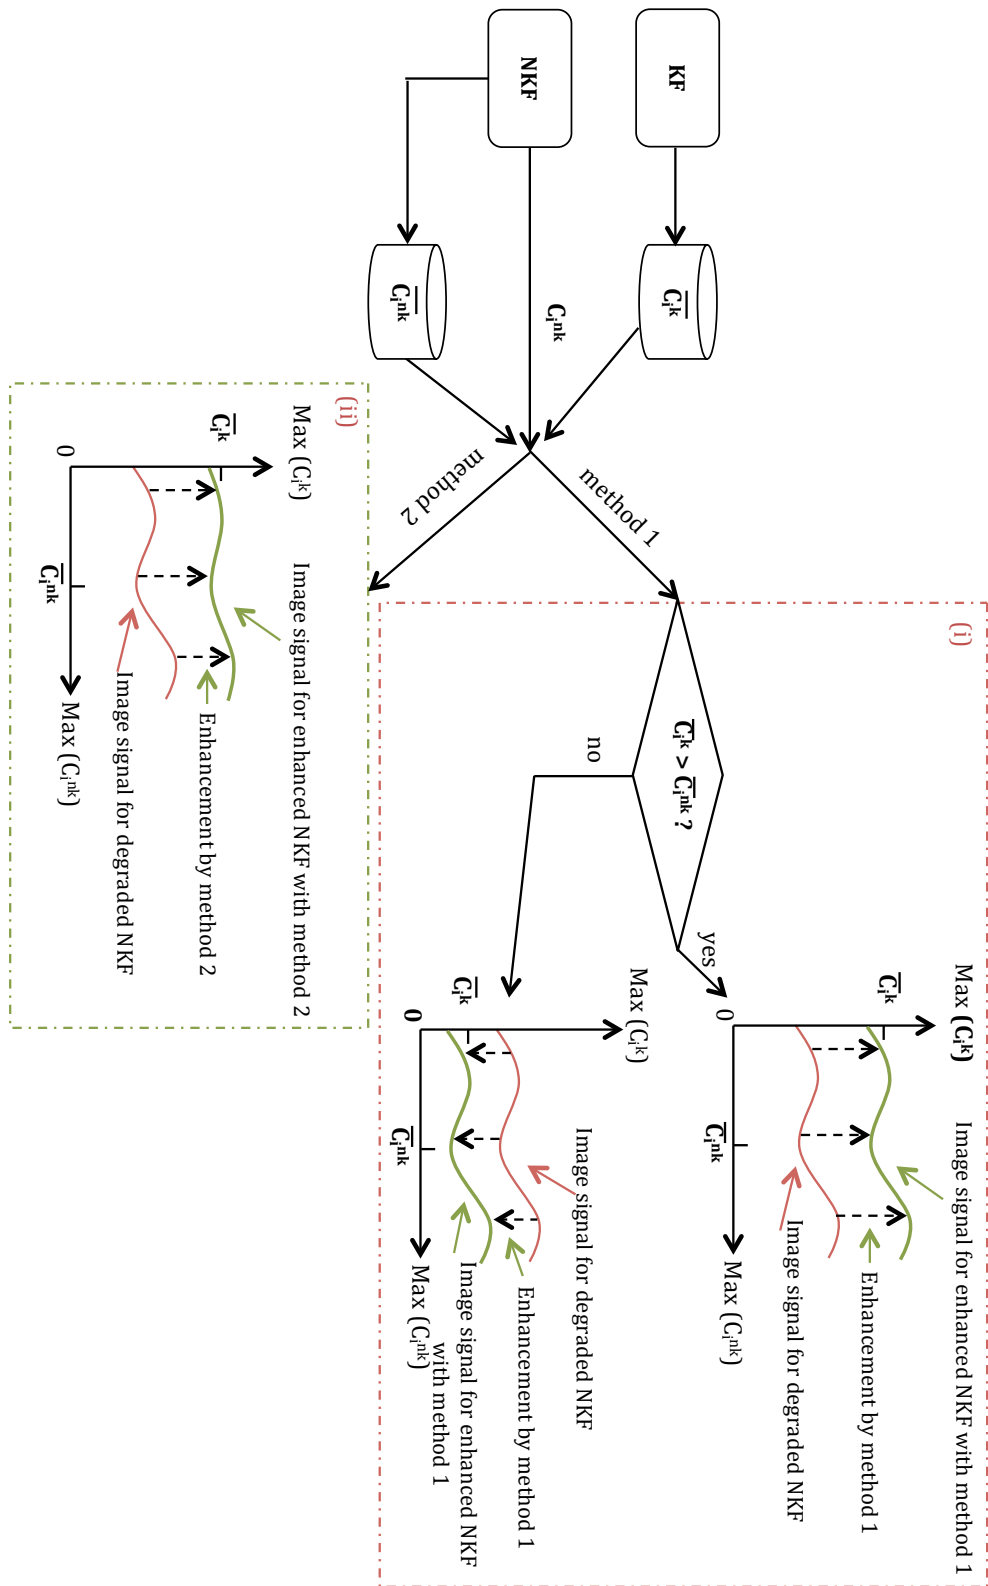 KF
C̅ᵢᵏ
NKF
Cᵢⁿᵏ
C̅ᵢⁿᵏ
method 1
method 2
(i)
C̅ᵢᵏ > C̅ᵢⁿᵏ ?
yes
no
Max (Cᵢᵏ)
Image signal for enhanced NKF with method 1
C̅ᵢᵏ
Enhancement by method 1
Image signal for degraded NKF
0
C̅ᵢⁿᵏ
Max (Cᵢⁿᵏ)
Max (Cᵢᵏ)
Image signal for degraded NKF
Enhancement by method 1
C̅ᵢᵏ
Image signal for enhanced NKF
with method 1
0
C̅ᵢⁿᵏ
Max (Cᵢⁿᵏ)
(ii)
Max (Cᵢᵏ)
Image signal for enhanced NKF with method 2
C̅ᵢᵏ
Enhancement by method 2
Image signal for degraded NKF
0
C̅ᵢⁿᵏ
Max (Cᵢⁿᵏ)